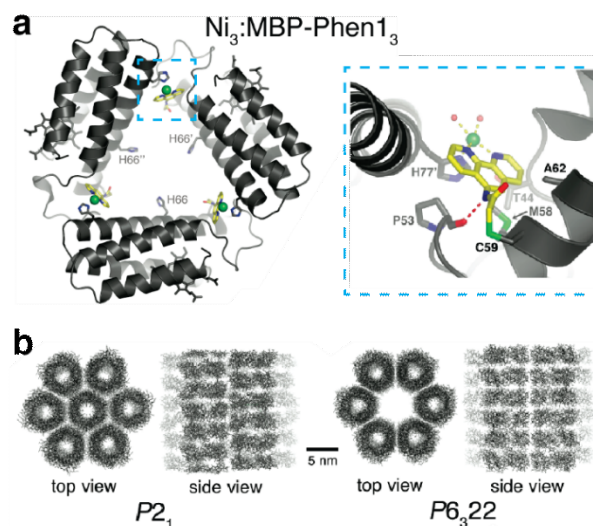 a
Ni3:MBP-Phen13
H66''
H66'
H66
H77'
A62
T44
M58
P53
C59
b
top view
side view
5 nm
top view
side view
P21
P6322